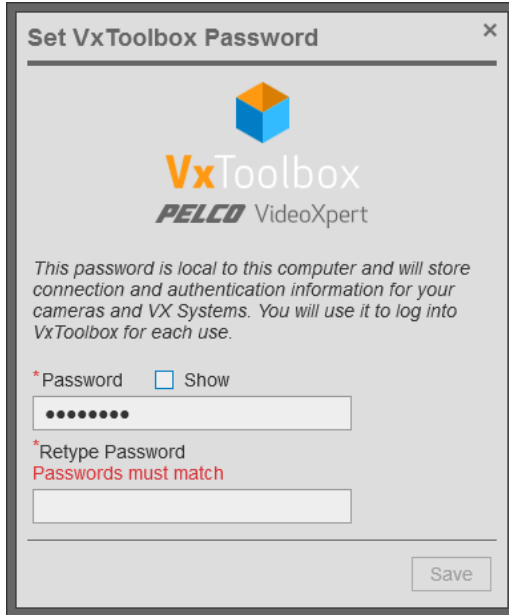 Set VxToolbox Password ×
VxToolbox
PELCO VideoXpert
This password is local to this computer and will store
connection and authentication information for your
cameras and VX Systems. You will use it to log into
VxToolbox for each use.
*Password Show
••••••••
*Retype Password
Passwords must match
Save